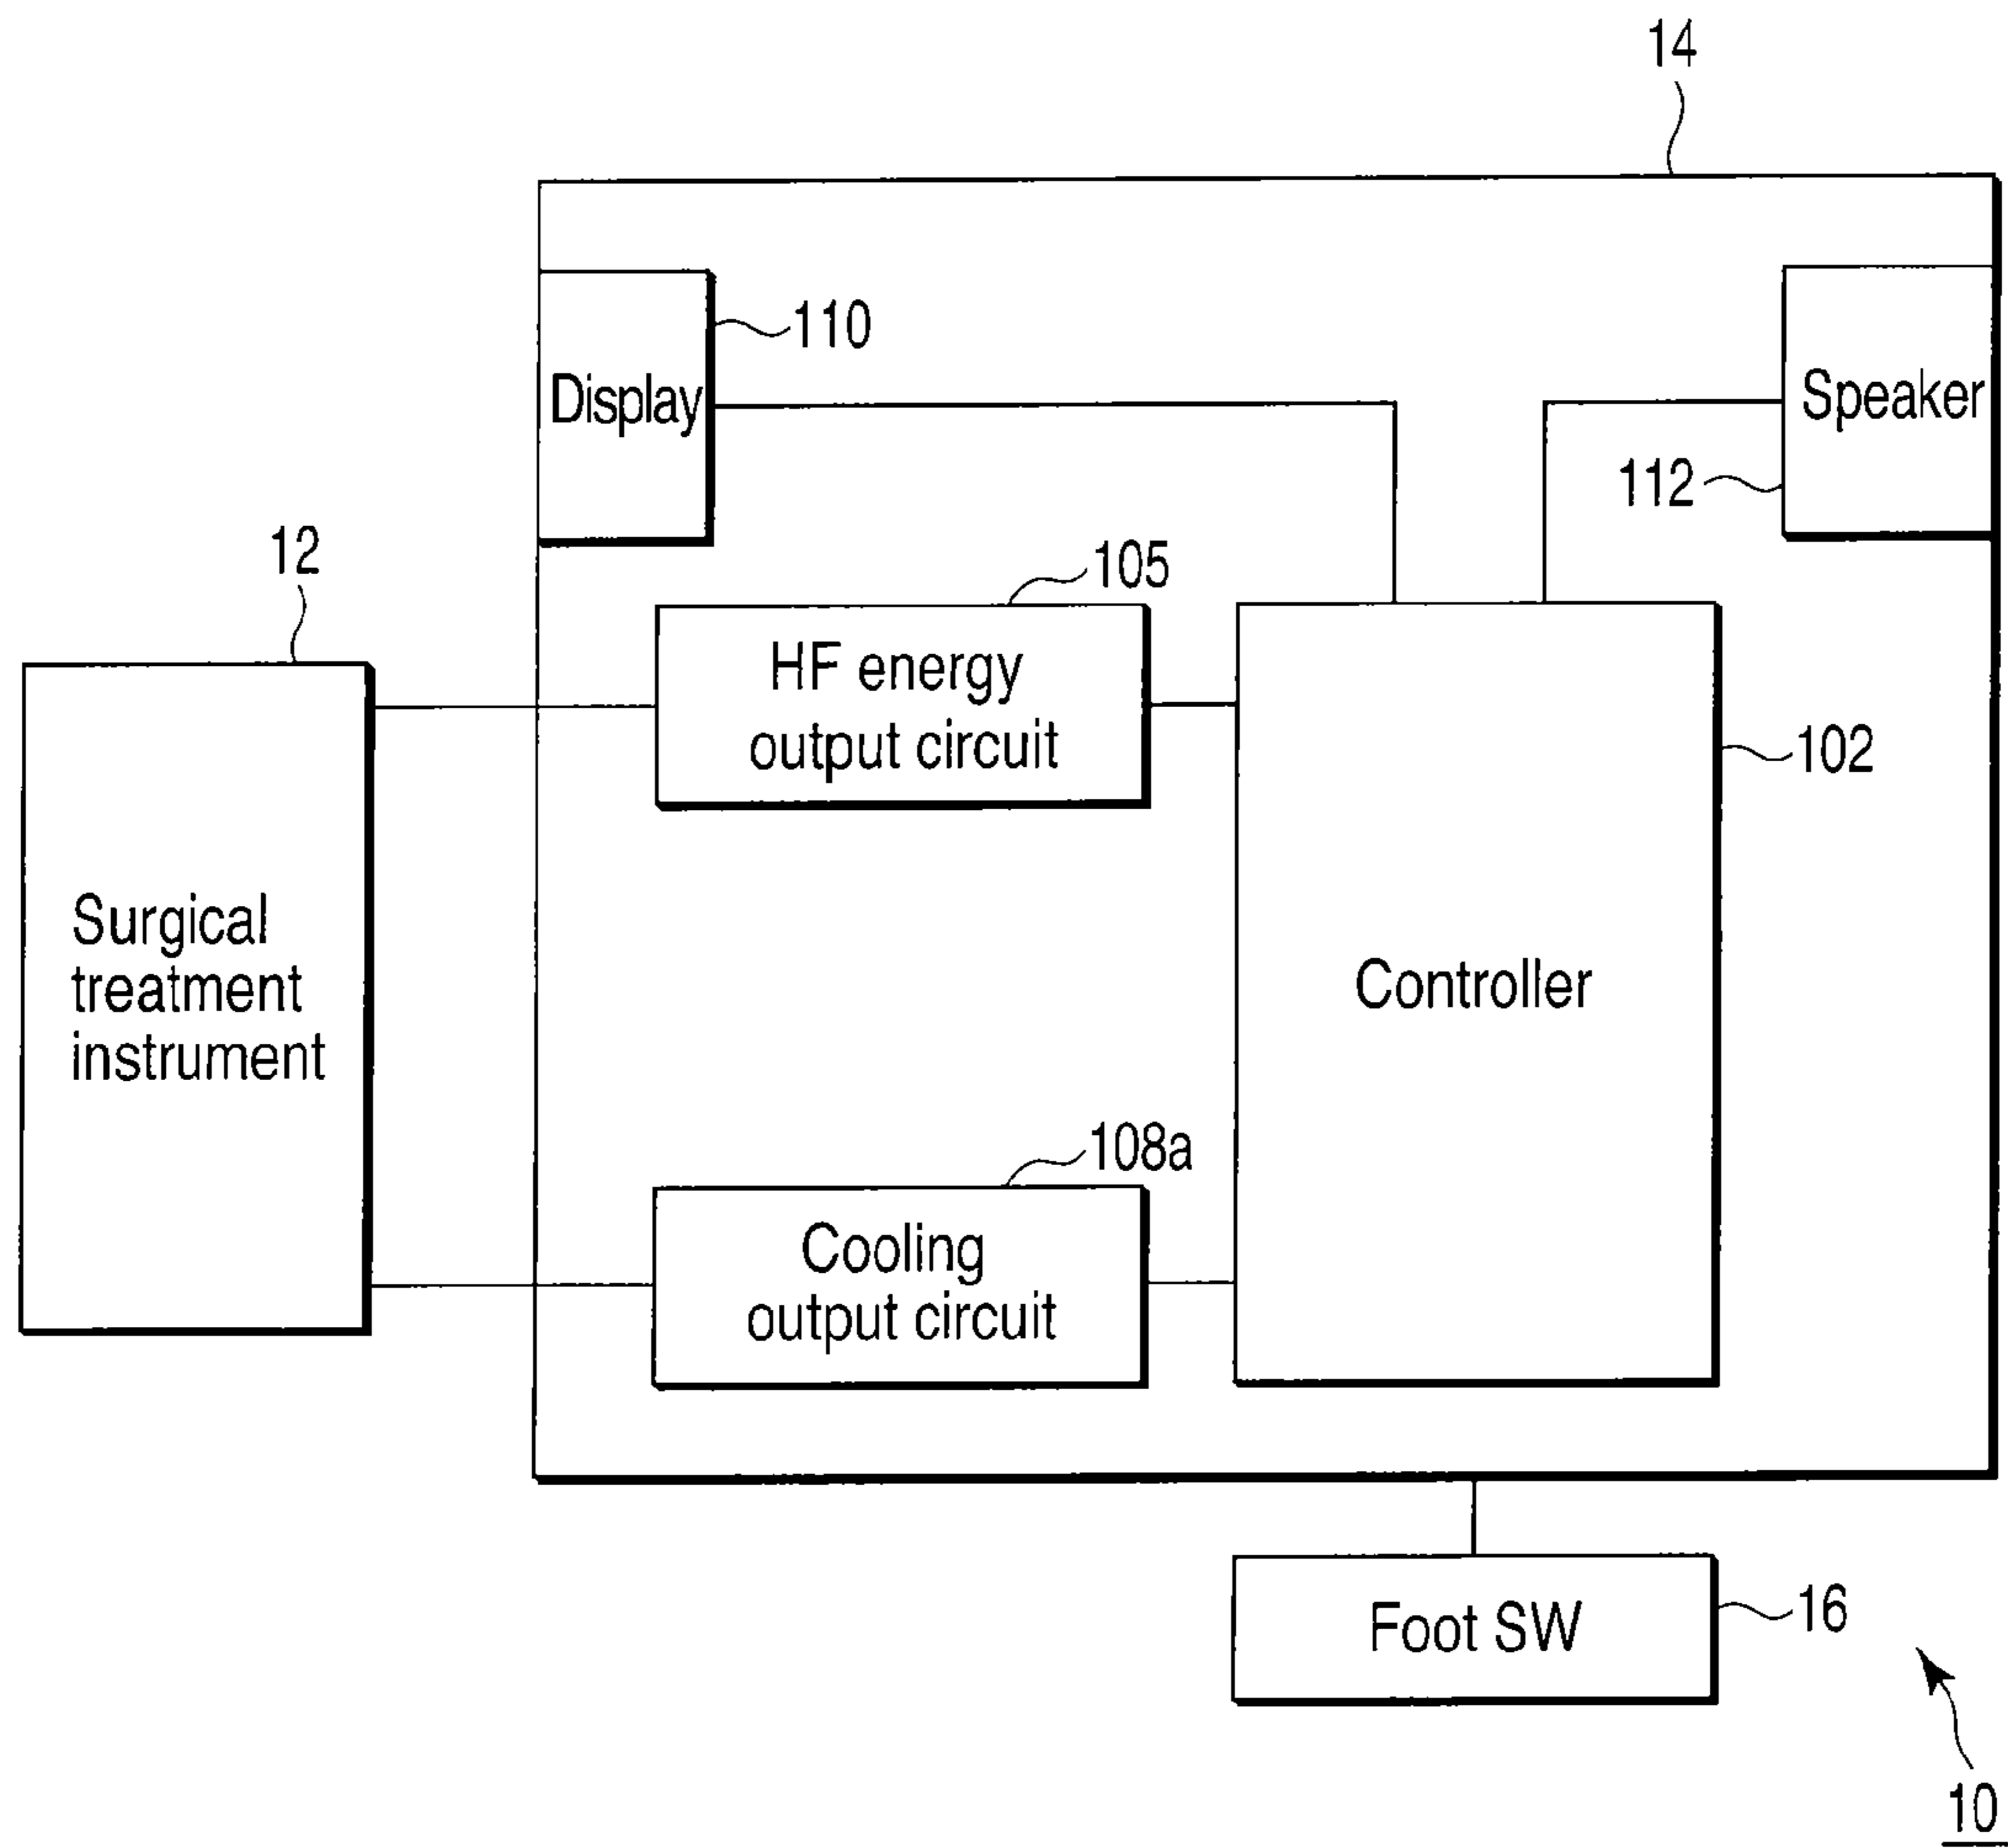 14
110
Display
Speaker
112
12
105
HF energy
output circuit
102
Surgical
treatment
instrument
Controller
108a
Cooling
output circuit
Foot SW
16
10